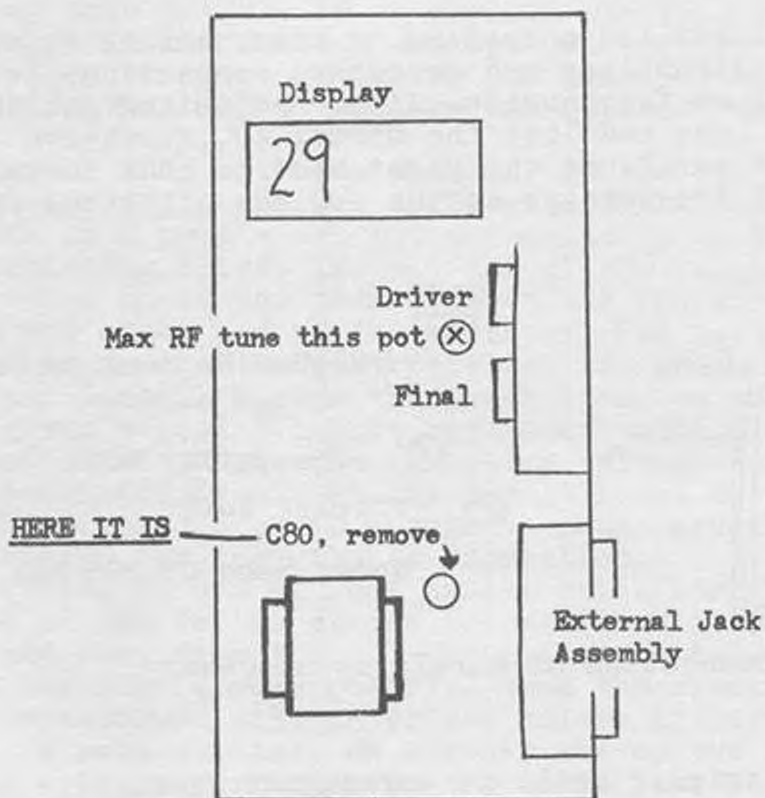 Display
29
Driver
Max RF tune this pot
Final
HERE IT IS
C80, remove
External Jack
Assembly